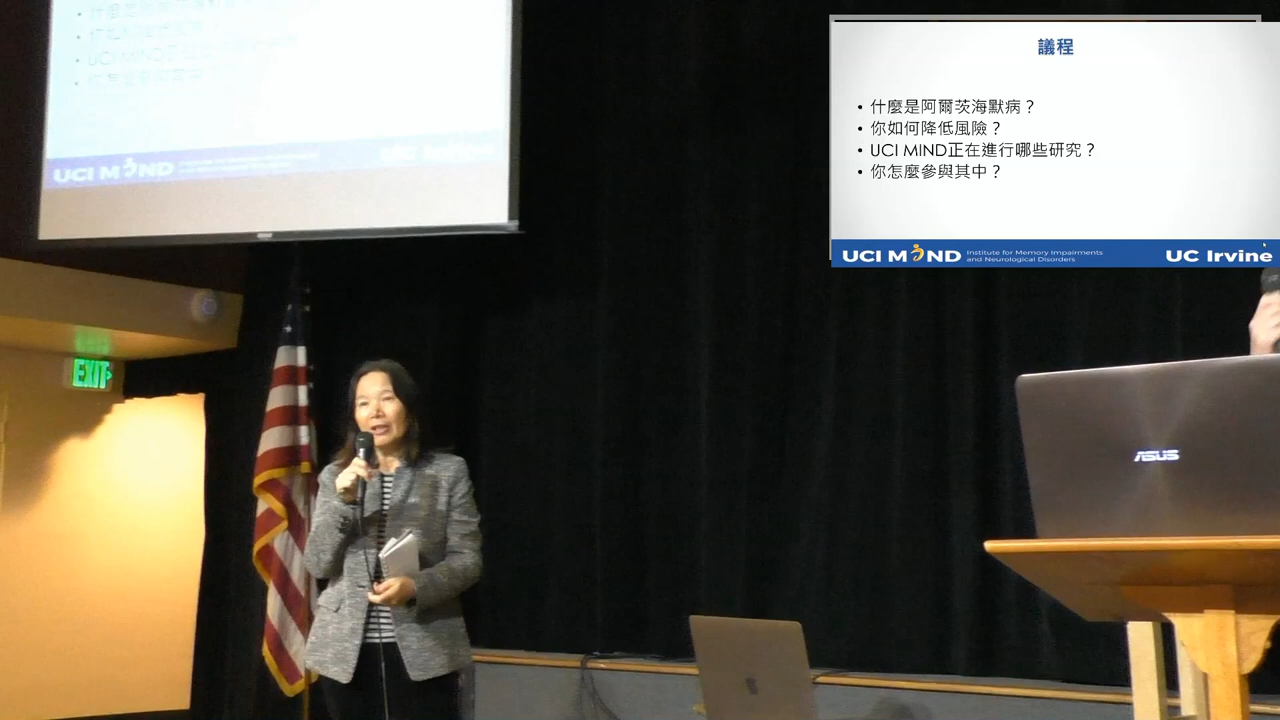 UCI MIND
議程
• 什麼是阿爾茨海默病？
• 你如何降低風險？
• UCI MIND正在進行哪些研究？
• 你怎麼參與其中？
UCI MIND Institute for Memory Impairments
and Neurological Disorders
UC Irvine
EXIT
ASUS